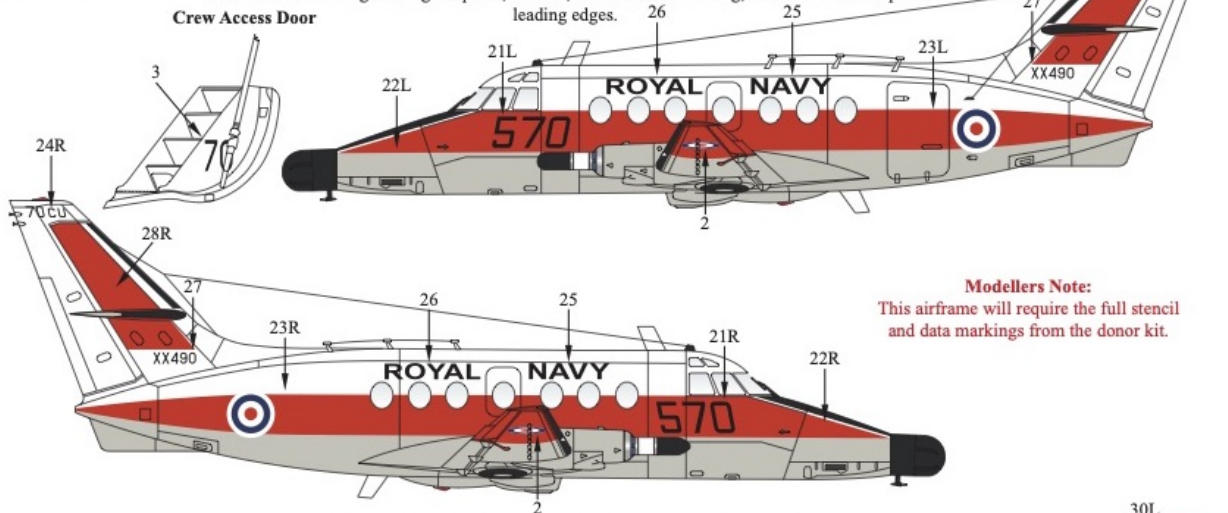 leading edges.
Crew Access Door
26
25
27
21L
23L
3
22L
ROYAL NAVY
XX490
570
70
24R
2
70CU
28R
27
26
25
Modellers Note:
This airframe will require the full stencil
and data markings from the donor kit.
23R
21R
22R
XX490
ROYAL NAVY
570
2
30L